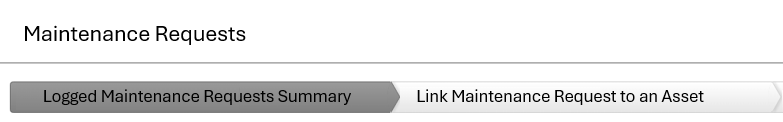 Maintenance Requests
Logged Maintenance Requests Summary
Link Maintenance Request to an Asset